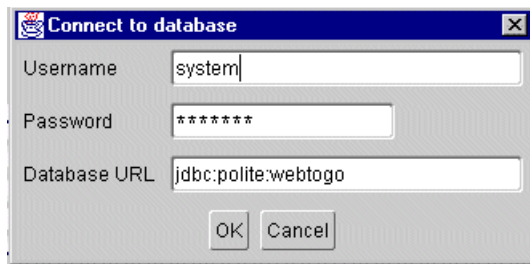 Connect to database
Username system
Password *******
Database URL jdbc:polite:webtogo
OK Cancel